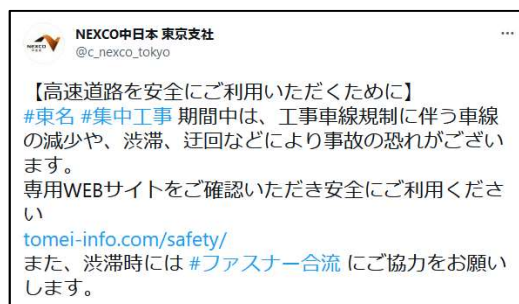 NEXCO中日本 東京支社
@c_nexco_tokyo
【高速道路を安全にご利用いただくために】
#東名 #集中工事 期間中は、工事車線規制に伴う車線
の減少や、渋滞、迂回などにより事故の恐れがござい
ます。
専用WEBサイトをご確認いただき安全にご利用くださ
い
tomei-info.com/safety/
また、渋滞時には #ファスナー合流 にご協力をお願い
します。